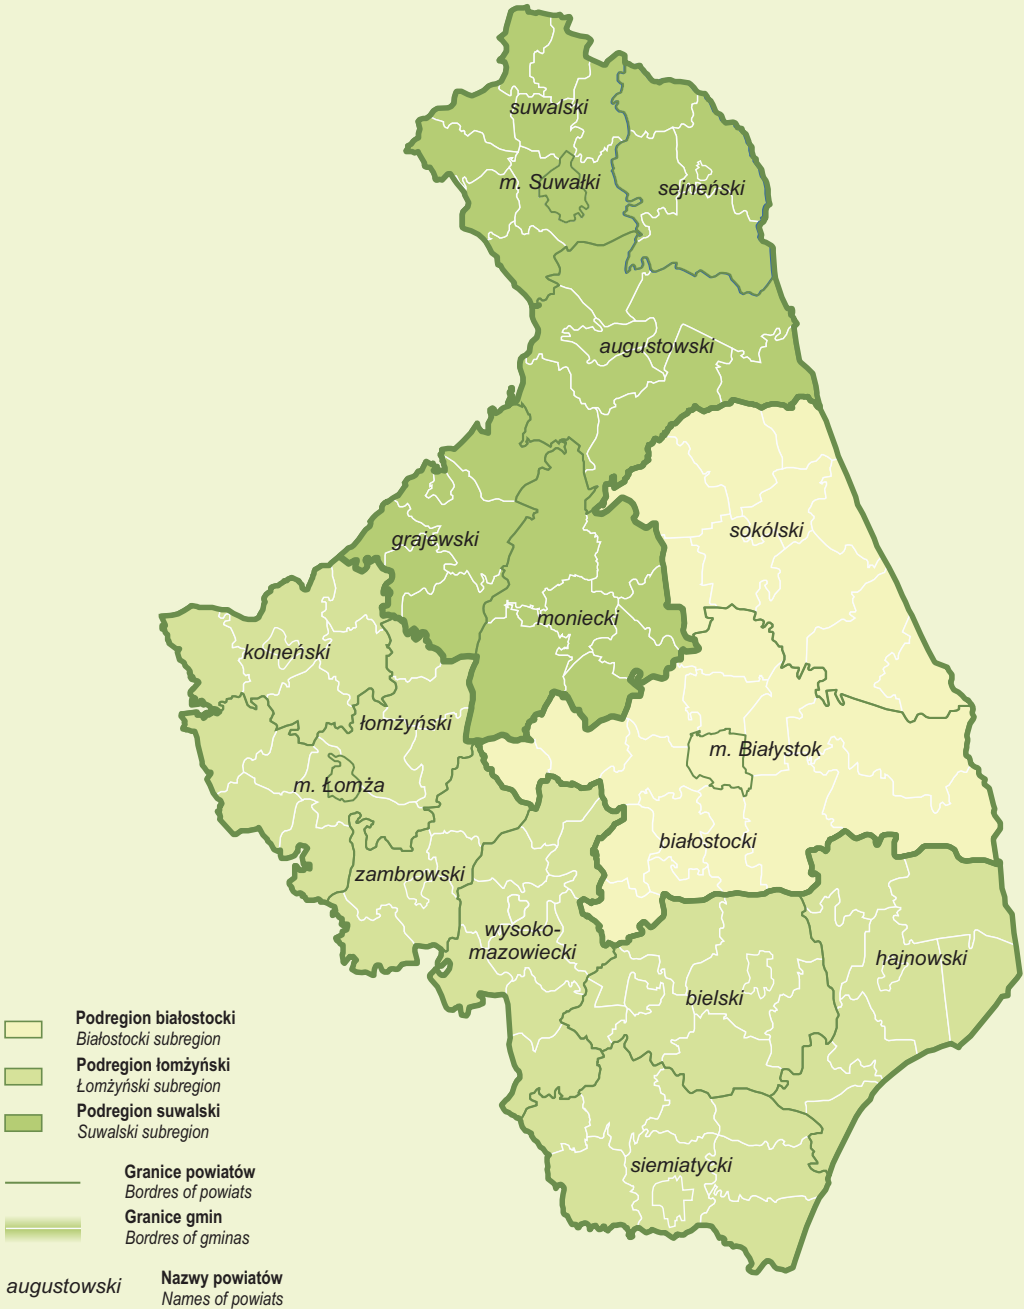 suwalski
m. Suwałki
sejneński
augustowski
sokólski
grajewski
moniecki
kolneński
łomżyński
m. Białystok
m. Łomża
białostocki
zambrowski
wysoko-
mazowiecki
hajnowski
bielski
siemiatycki
Podregion białostocki
Białostocki subregion
Podregion łomżyński
Łomżyński subregion
Podregion suwalski
Suwalski subregion
Granice powiatów
Bordres of powiats
Granice gmin
Bordres of gminas
augustowski
Nazwy powiatów
Names of powiats